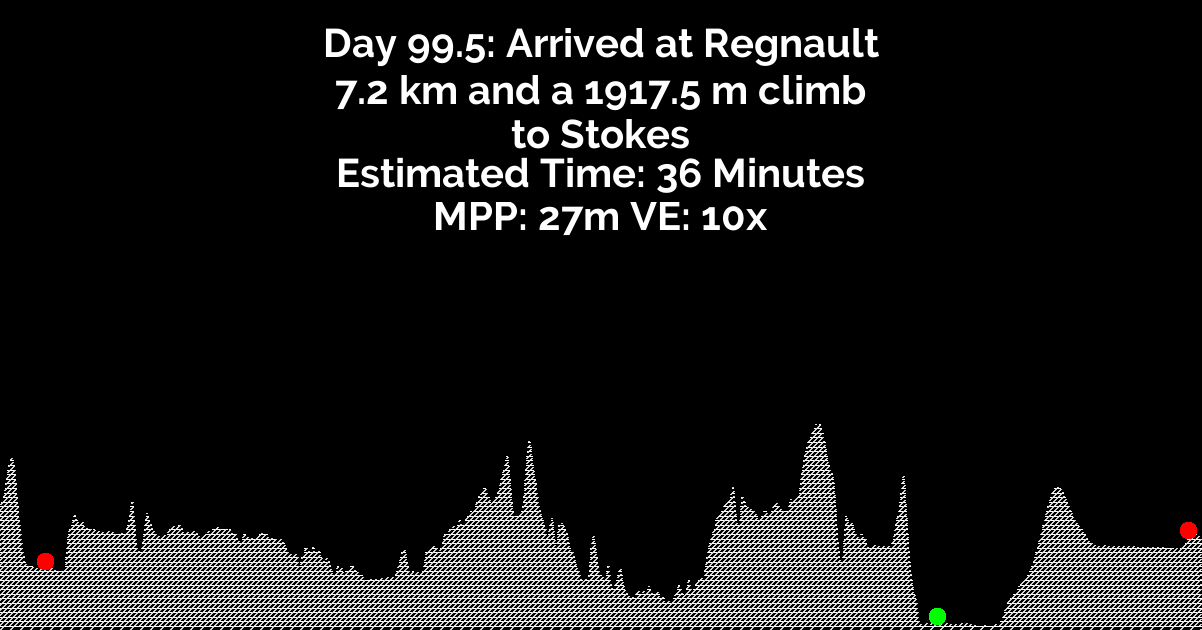 Day 99.5: Arrived at Regnault
7.2 km and a 1917.5 m climb
to Stokes
Estimated Time: 36 Minutes
MPP: 27m VE: 10x